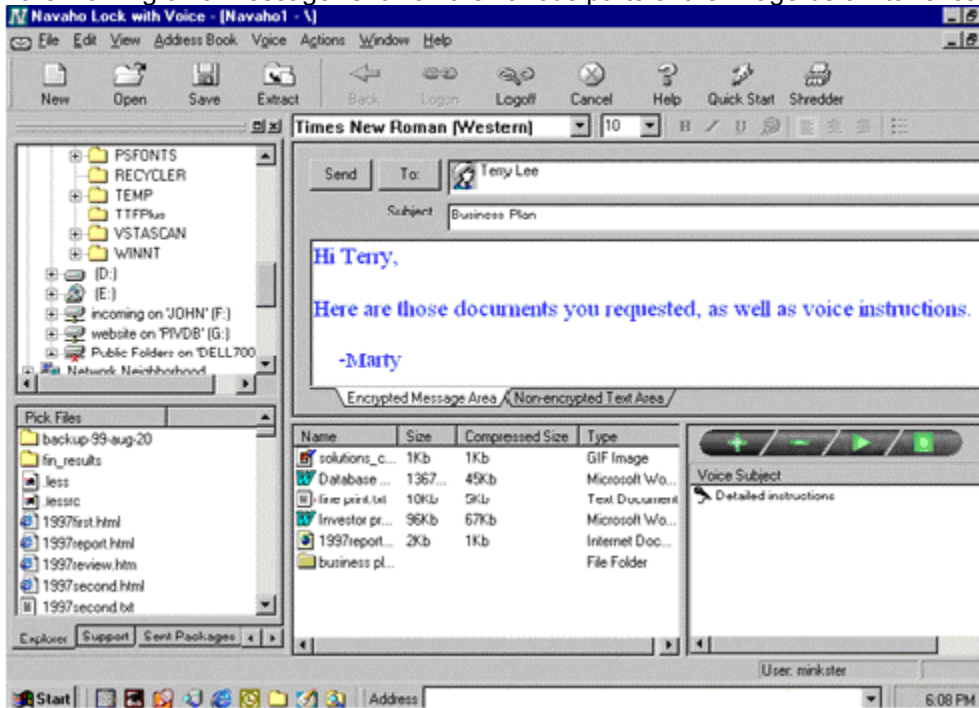 Navaho Lock with Voice - [Navaho1 - \]
File Edit View Address Book Voice Actions Window Help
New Open Save Extract Back Logon Logoff Cancel Help Quick Start Shredder
Times New Roman (Western) 10 B I U
PSFONTS
RECYCLER
TEMP
TTFPlus
VSTASCAN
WINNT
(D:)
(E:)
incoming on 'JOHN' (F:)
website on 'PIVDB' (G:)
Public Folders on 'DELL700
Network Neighborhood
Send To: Terry Lee
Subject Business Plan
Hi Terry,
Here are those documents you requested, as well as voice instructions.
-Marty
Encrypted Message Area Non-encrypted Text Area
Pick Files
backup-99-aug-20
fin_results
.less
.lessrc
1997first.html
1997report.html
1997review.htm
1997second.html
1997second.txt
Explorer Support Sent Packages
Name Size Compressed Size Type
solutions_c... 1Kb 1Kb GIF Image
Database ... 1367... 45Kb Microsoft Wo...
fine print.txt 10Kb 5Kb Text Document
Investor pr... 96Kb 67Kb Microsoft Wo...
1997report... 2Kb 1Kb Internet Doc...
business pl... File Folder
Voice Subject
Detailed instructions
User: minkster
Start Address 6:08 PM